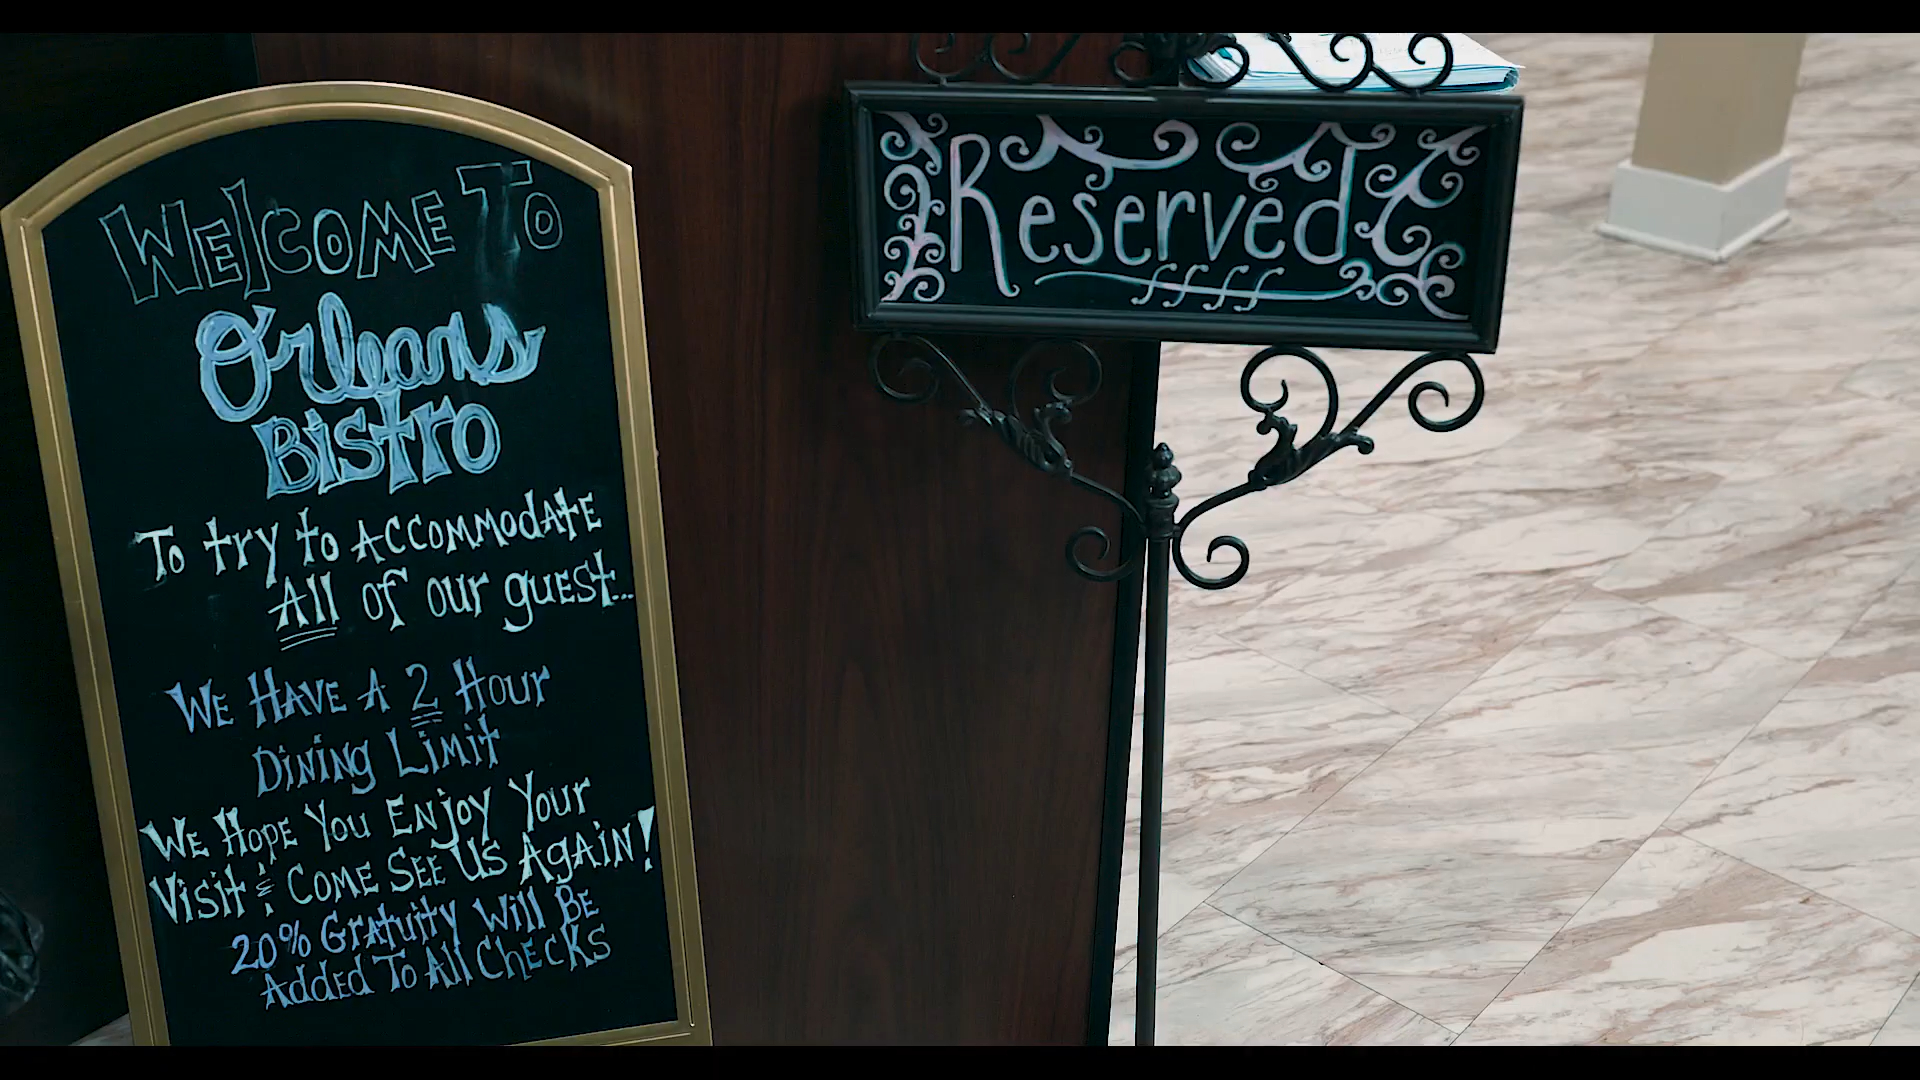 WELCOME TO
Orleans
BISTRO
To try to ACCOMMODATE
All of our guest...
WE HAVE A 2 Hour
Dining Limit
WE HOPE You ENJOY Your
Visit & COME SEE Us AGAIN!
20% Gratuity Will BE
Added To All CHECKS
Reserved